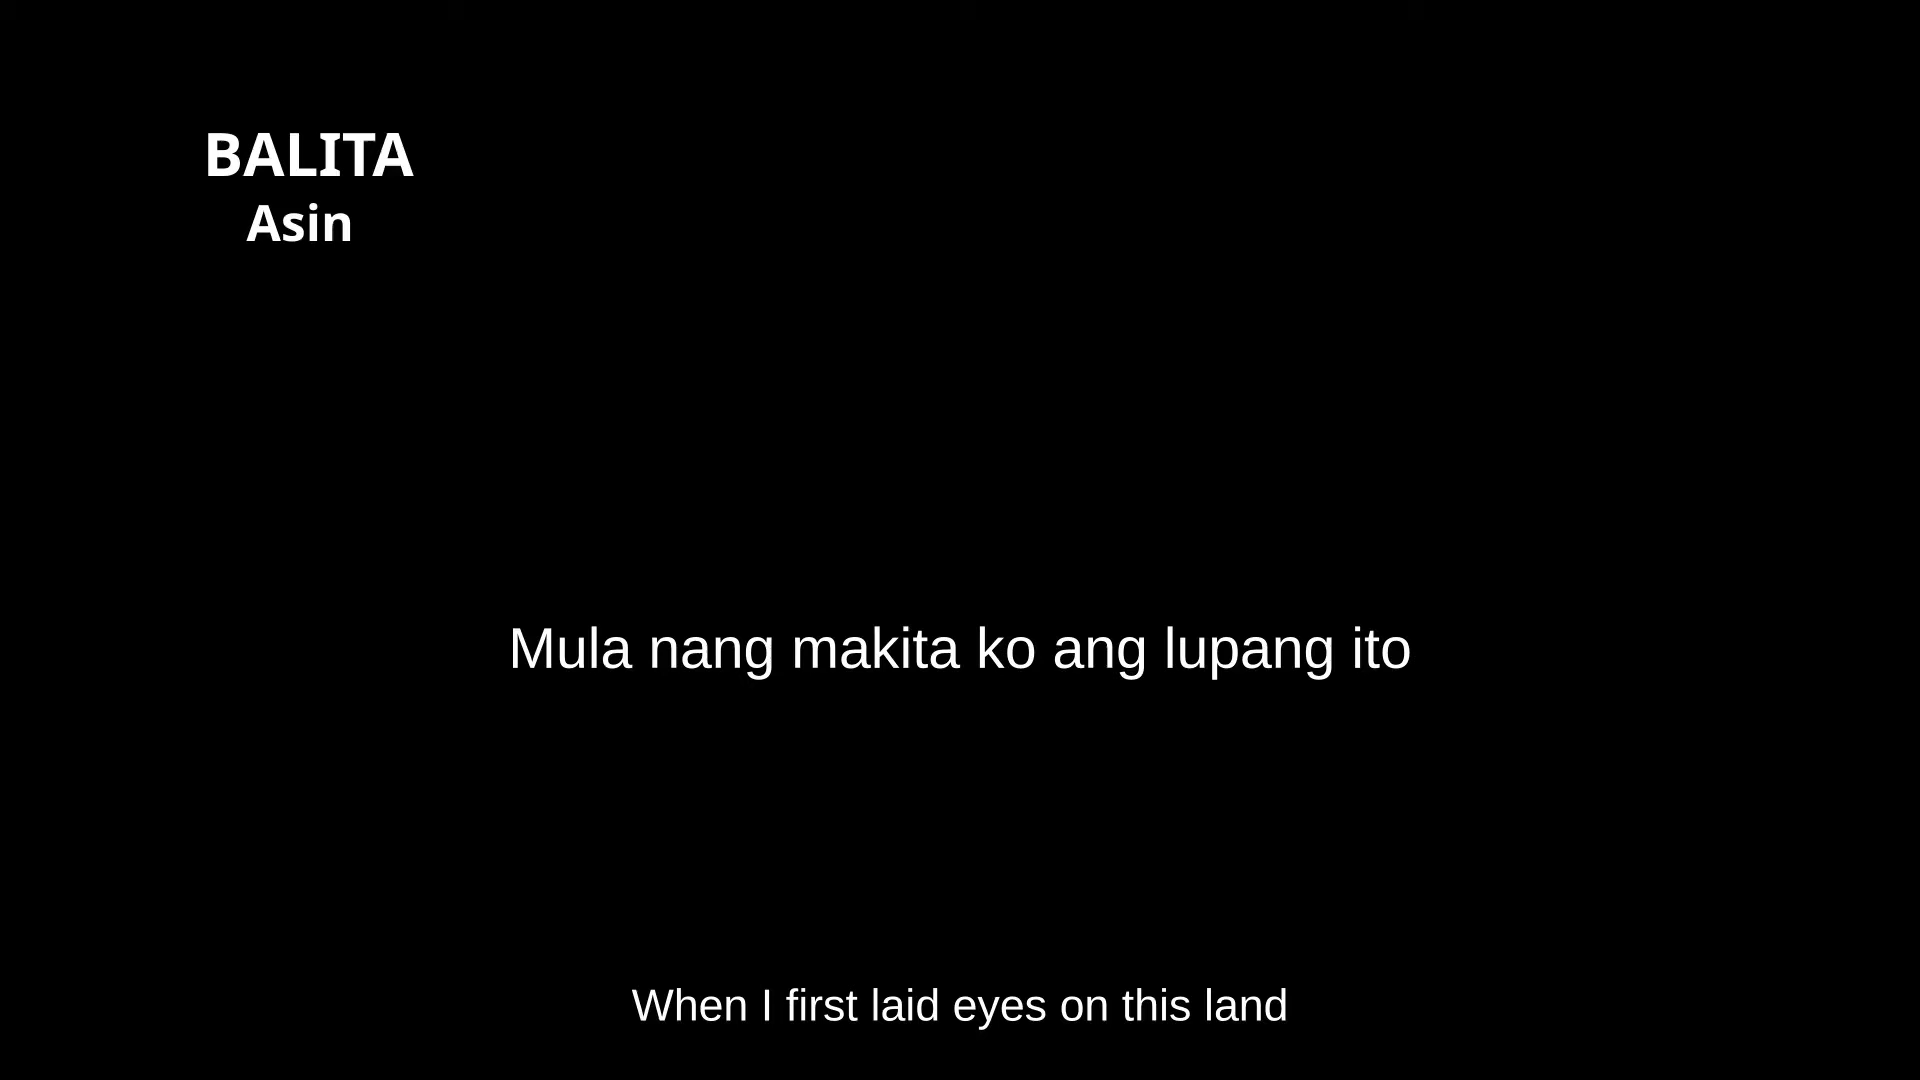 BALITA
Asin
Mula nang makita ko ang lupang ito
When I first laid eyes on this land